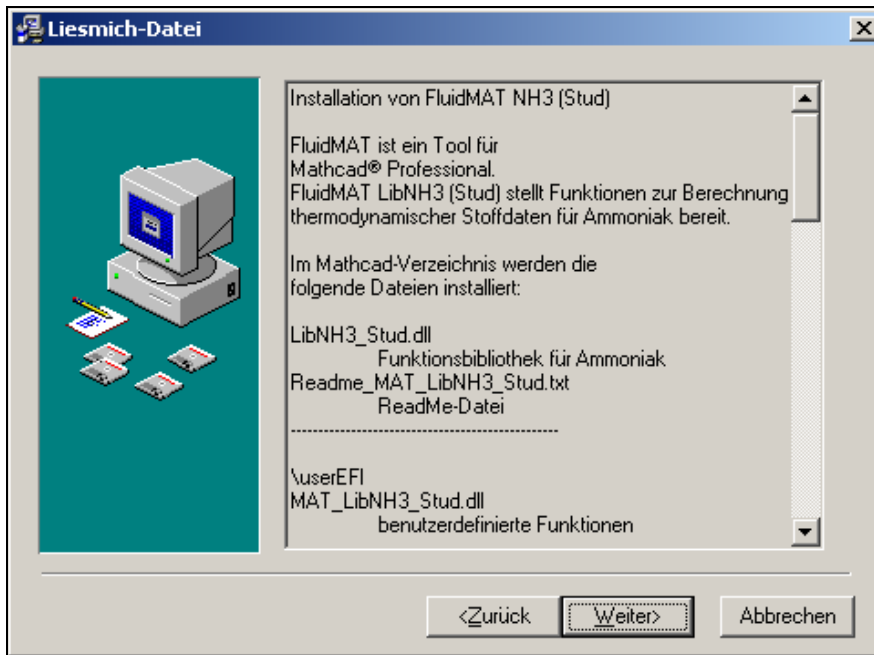 Liesmich-Datei
Installation von FluidMAT NH3 (Stud)
FluidMAT ist ein Tool für
Mathcad® Professional.
FluidMAT LibNH3 (Stud) stellt Funktionen zur Berechnung
thermodynamischer Stoffdaten für Ammoniak bereit.
Im Mathcad-Verzeichnis werden die
folgende Dateien installiert:
LibNH3_Stud.dll
Funktionsbibliothek für Ammoniak
Readme_MAT_LibNH3_Stud.txt
ReadMe-Datei
------------------------------------------------
\userEFI
MAT_LibNH3_Stud.dll
benutzerdefinierte Funktionen
<Zurück
Weiter>
Abbrechen